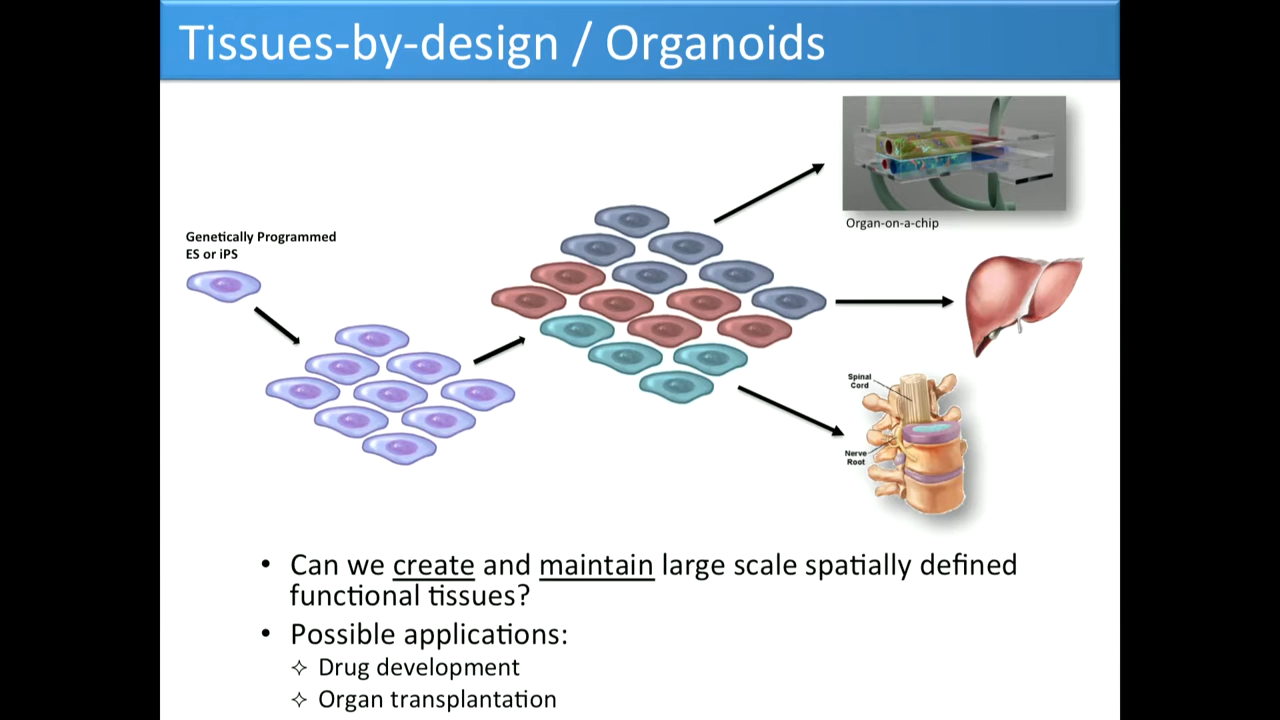 Tissues-by-design / Organoids
Genetically Programmed
ES or iPS
Organ-on-a-chip
Spinal
Cord
Nerve
Root
• Can we create and maintain large scale spatially defined
functional tissues?
• Possible applications:
✧ Drug development
✧ Organ transplantation